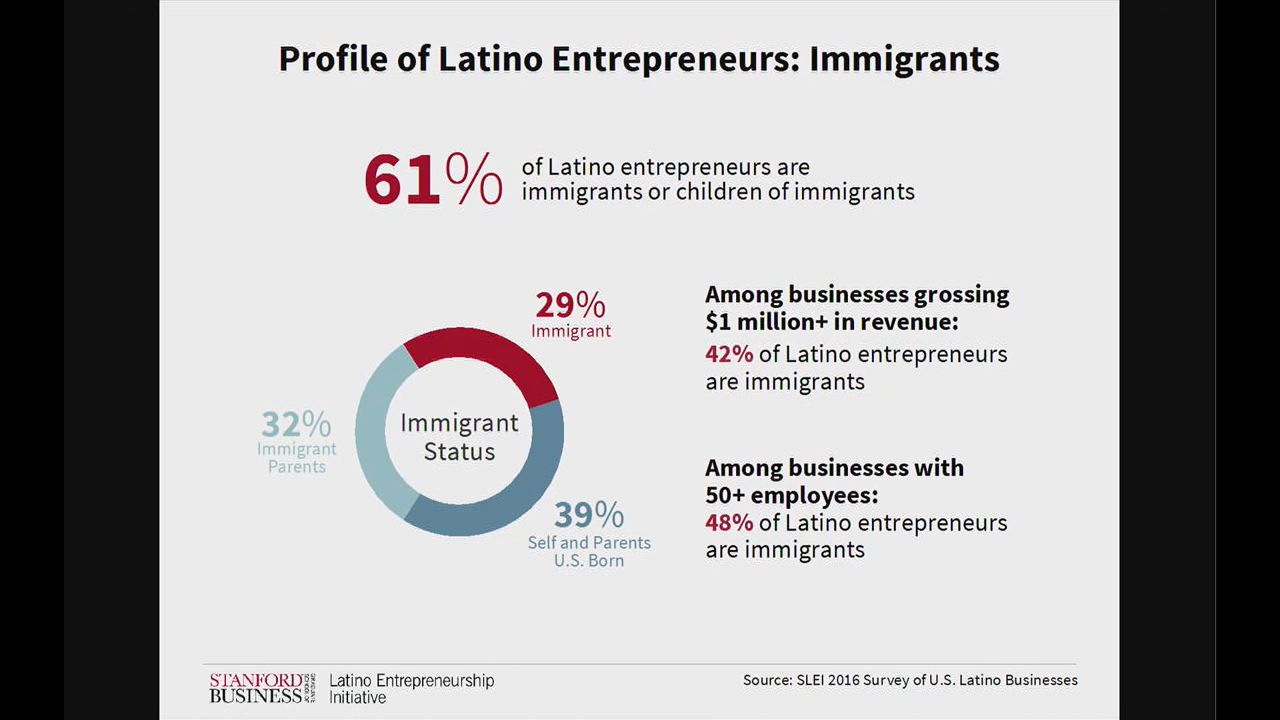 Profile of Latino Entrepreneurs: Immigrants
61% of Latino entrepreneurs are
immigrants or children of immigrants
29%
Immigrant
32%
Immigrant
Parents
Immigrant
Status
39%
Self and Parents
U.S. Born
Among businesses grossing
$1 million+ in revenue:
42% of Latino entrepreneurs
are immigrants
Among businesses with
50+ employees:
48% of Latino entrepreneurs
are immigrants
STANFORD
BUSINESS
Latino Entrepreneurship
Initiative
Source: SLEI 2016 Survey of U.S. Latino Businesses